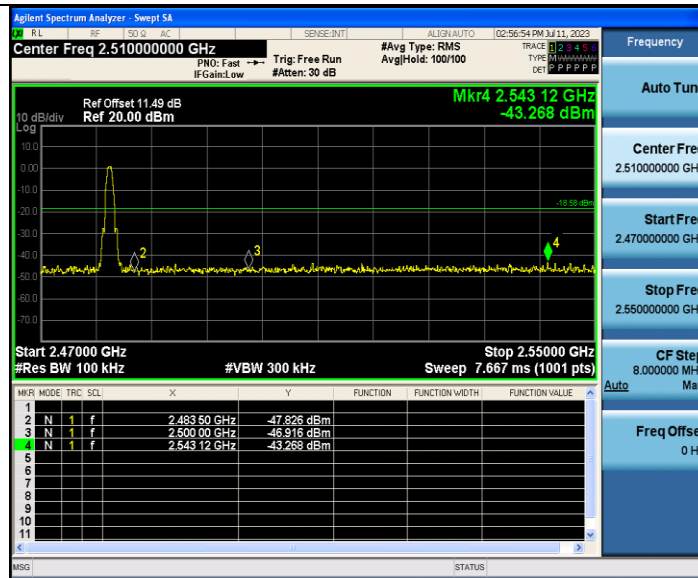 Agilent Spectrum Analyzer - Swept SA
RL RF 50 Ω AC SENSE:INT ALIGN AUTO 02:56:54 PM Jul 11, 2023
Center Freq 2.510000000 GHz #Avg Type: RMS TRACE 1 2 3 4 5 6
PNO: Fast Trig: Free Run Avg|Hold: 100/100 TYPE M
IFGain:Low #Atten: 30 dB DET P P P P P P
Mkr4 2.543 12 GHz
-43.268 dBm
Ref Offset 11.49 dB
10 dB/div Ref 20.00 dBm
Log
10.0
0.00
-10.0
-18.58 dBm
-20.0
-30.0
-40.0
2 3 4
-50.0
-60.0
-70.0
Start 2.47000 GHz Stop 2.55000 GHz
#Res BW 100 kHz #VBW 300 kHz Sweep 7.667 ms (1001 pts)
MKR MODE TRC SCL X Y FUNCTION FUNCTION WIDTH FUNCTION VALUE
1
2 N 1 f 2.483 50 GHz -47.826 dBm
3 N 1 f 2.500 00 GHz -46.916 dBm
4 N 1 f 2.543 12 GHz -43.268 dBm
5
6
7
8
9
10
11
MSG STATUS
Frequency
Auto Tun
Center Fre
2.510000000 GH
Start Fre
2.470000000 GH
Stop Fre
2.550000000 GH
CF Step
8.000000 MH
Auto Ma
Freq Offse
0 H